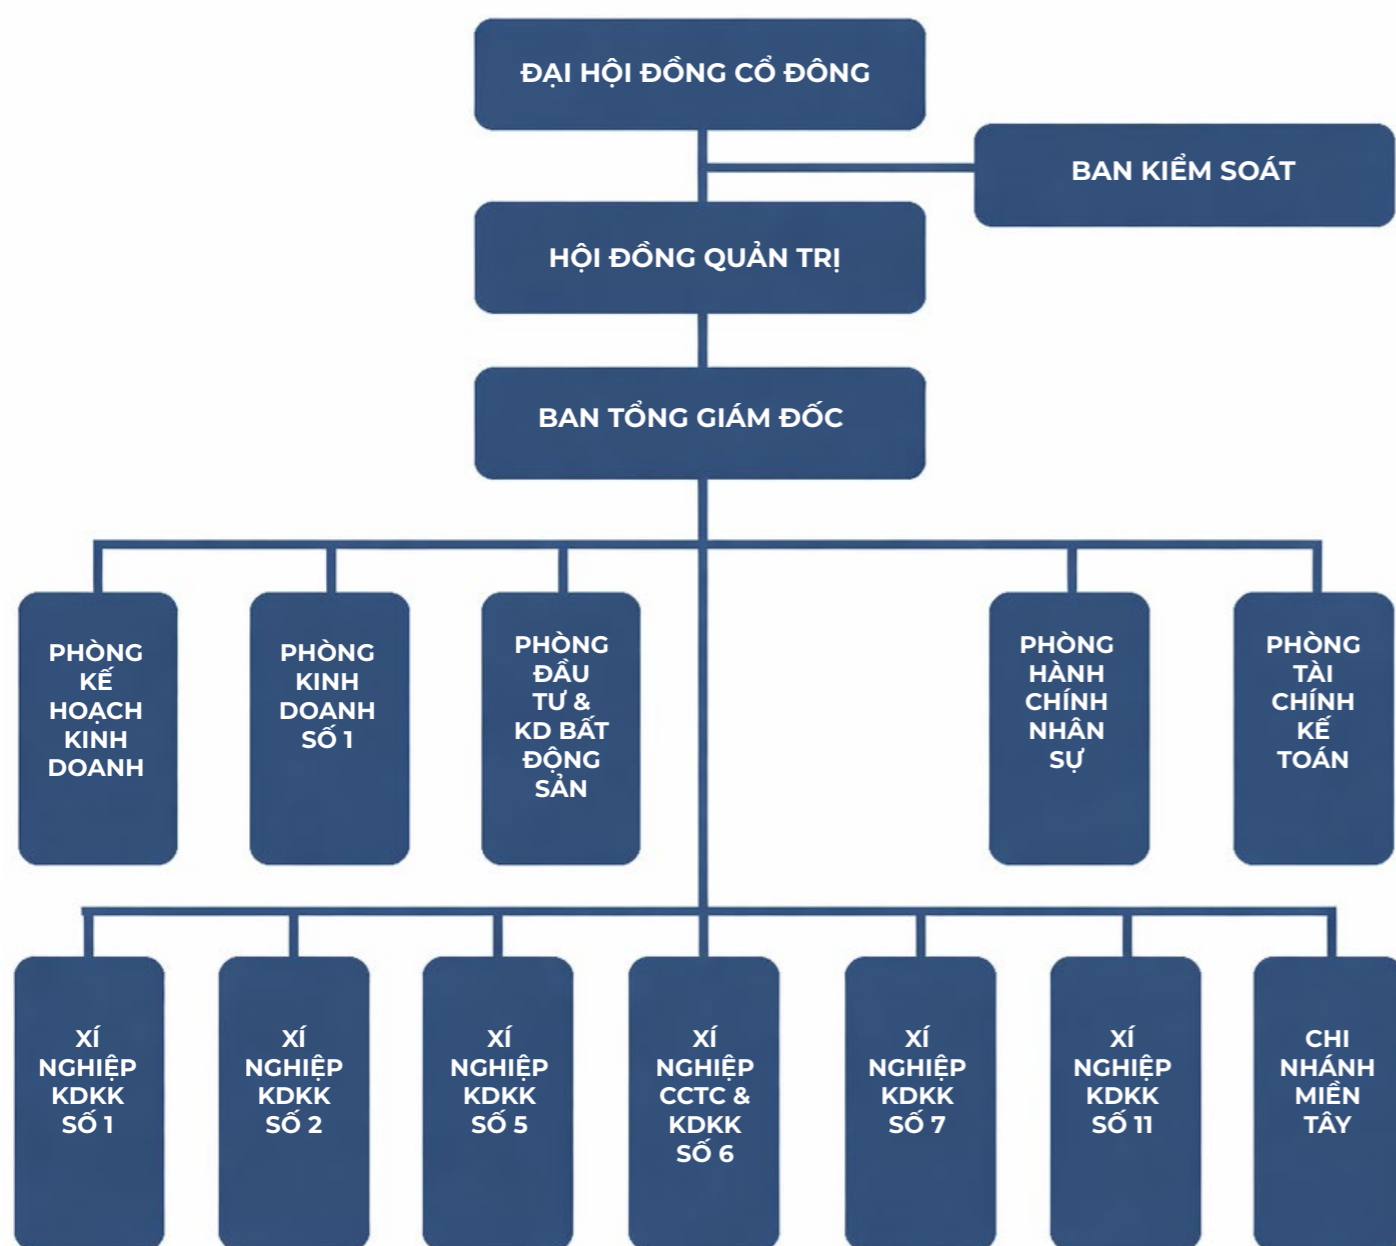 ĐẠI HỘI ĐỒNG CỔ ĐÔNG
BAN KIỂM SOÁT
HỘI ĐỒNG QUẢN TRỊ
BAN TỔNG GIÁM ĐỐC
PHÒNG
KẾ
HOẠCH
KINH
DOANH
PHÒNG
KINH
DOANH
SỐ 1
PHÒNG
ĐẦU
TƯ &
KD BẤT
ĐỘNG
SẢN
PHÒNG
HÀNH
CHÍNH
NHÂN
SỰ
PHÒNG
TÀI
CHÍNH
KẾ
TOÁN
XÍ
NGHIỆP
KDKK
SỐ 1
XÍ
NGHIỆP
KDKK
SỐ 2
XÍ
NGHIỆP
KDKK
SỐ 5
XÍ
NGHIỆP
CCTC &
KDKK
SỐ 6
XÍ
NGHIỆP
KDKK
SỐ 7
XÍ
NGHIỆP
KDKK
SỐ 11
CHI
NHÁNH
MIỀN
TÂY